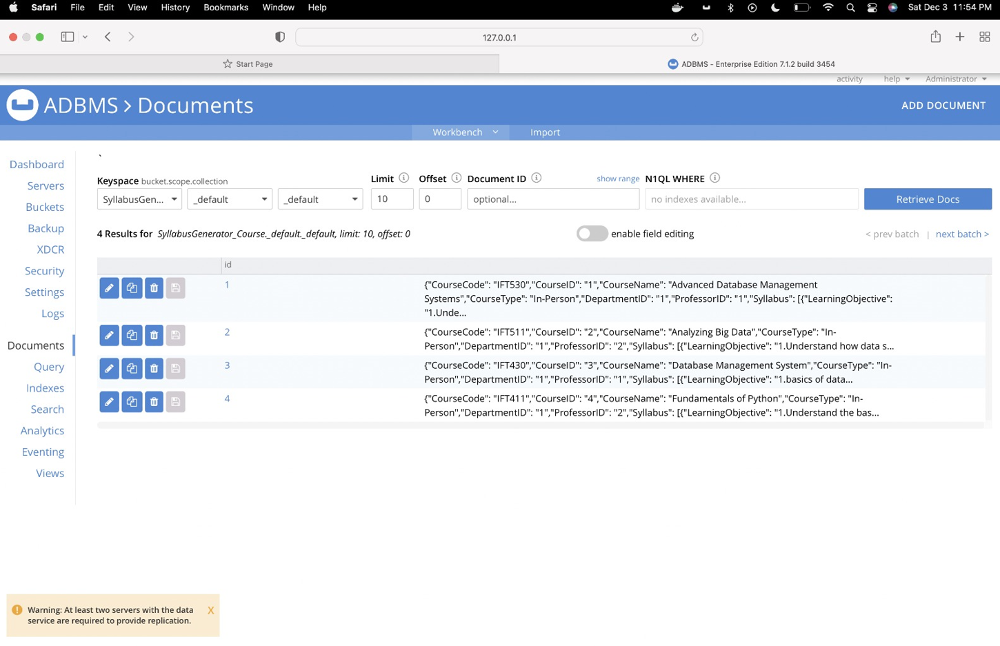 Safari File Edit View History Bookmarks Window Help Sat Dec 3 11:54 PM
127.0.0.1
Start Page ADBMS - Enterprise Edition 7.1.2 build 3454
activity help Administrator
ADBMS > Documents ADD DOCUMENT
Workbench Import
Dashboard
Servers
Buckets
Backup
XDCR
Security
Settings
Logs
Documents
Query
Indexes
Search
Analytics
Eventing
Views
`
Keyspace bucket.scope.collection Limit Offset Document ID show range N1QL WHERE
SyllabusGen... _default _default 10 0 optional... no indexes available... Retrieve Docs
4 Results for SyllabusGenerator_Course._default._default, limit: 10, offset: 0 enable field editing < prev batch | next batch >
id
1 {"CourseCode": "IFT530","CourseID": "1","CourseName": "Advanced Database Management
Systems","CourseType": "In-Person","DepartmentID": "1","ProfessorID": "1","Syllabus": [{"LearningObjective":
"1.Unde...
2 {"CourseCode": "IFT511","CourseID": "2","CourseName": "Analyzing Big Data","CourseType": "In-
Person","DepartmentID": "1","ProfessorID": "2","Syllabus": [{"LearningObjective": "1.Understand how data s...
3 {"CourseCode": "IFT430","CourseID": "3","CourseName": "Database Management System","CourseType": "In-
Person","DepartmentID": "1","ProfessorID": "1","Syllabus": [{"LearningObjective": "1.basics of data...
4 {"CourseCode": "IFT411","CourseID": "4","CourseName": "Fundamentals of Python","CourseType": "In-
Person","DepartmentID": "1","ProfessorID": "2","Syllabus": [{"LearningObjective": "1.Understand the bas...
Warning: At least two servers with the data X
service are required to provide replication.